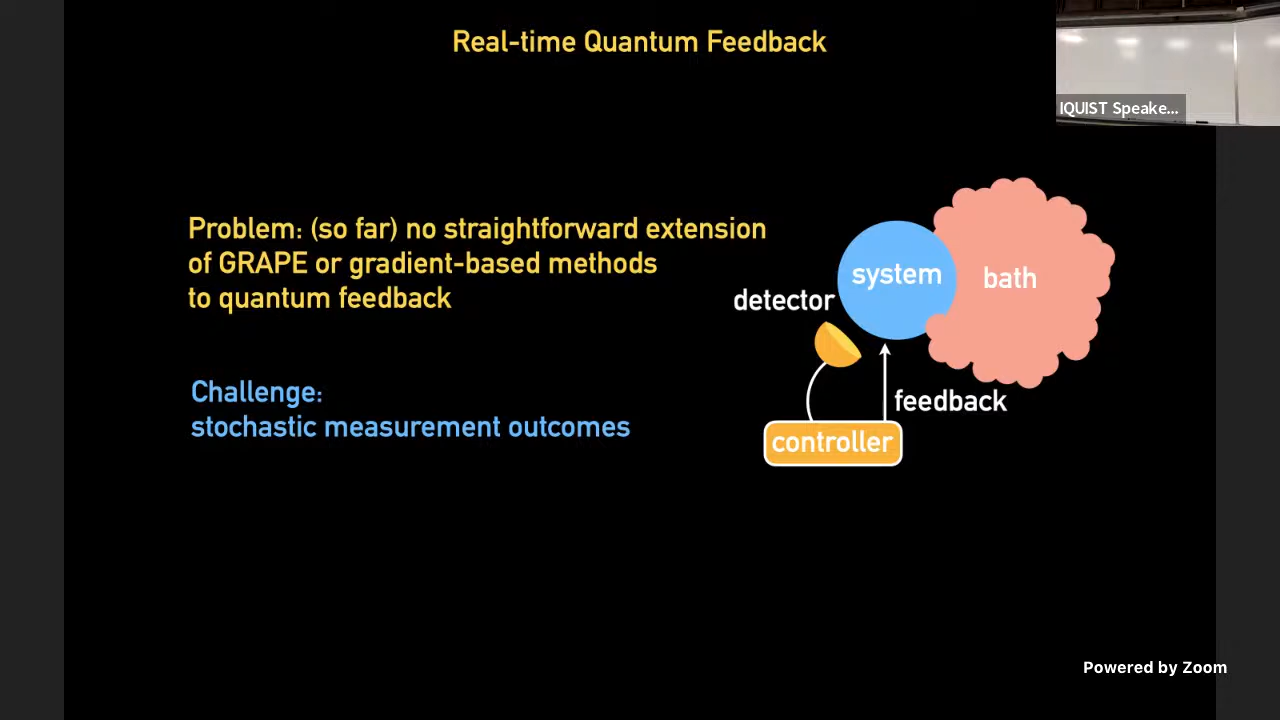 Real-time Quantum Feedback
IQUIST Speake...
Problem: (so far) no straightforward extension
of GRAPE or gradient-based methods
to quantum feedback
Challenge:
stochastic measurement outcomes
system
bath
detector
feedback
controller
Powered by Zoom